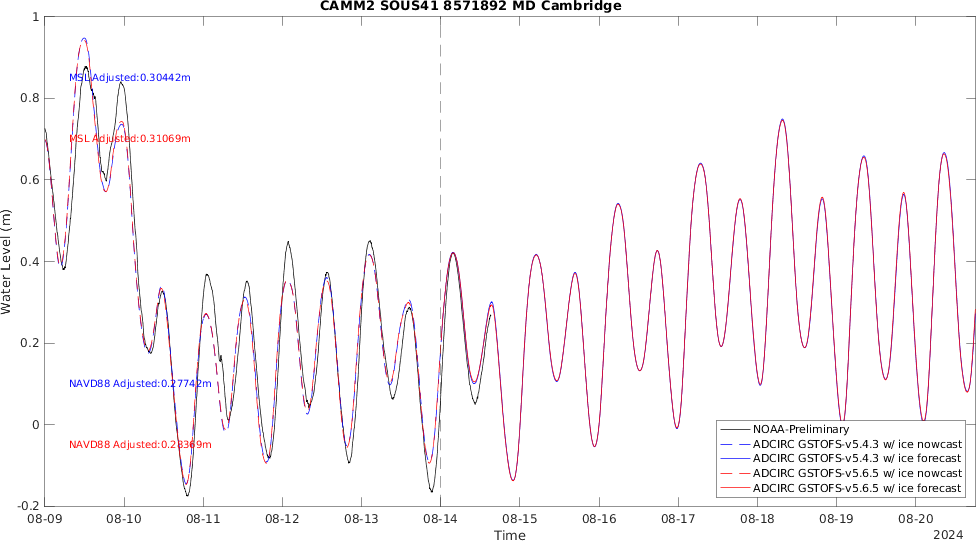 CAMM2 SOUS41 8571892 MD Cambridge
Water Level (m)
1
0.8
0.6
0.4
0.2
0
-0.2
MSL Adjusted:0.30442m
MSL Adjusted:0.31069m
NAVD88 Adjusted:0.27742m
NAVD88 Adjusted:0.28369m
NOAA-Preliminary
ADCIRC GSTOFS-v5.4.3 w/ ice nowcast
ADCIRC GSTOFS-v5.4.3 w/ ice forecast
ADCIRC GSTOFS-v5.6.5 w/ ice nowcast
ADCIRC GSTOFS-v5.6.5 w/ ice forecast
08-09 08-10 08-11 08-12 08-13 08-14 08-15 08-16 08-17 08-18 08-19 08-20
Time
2024